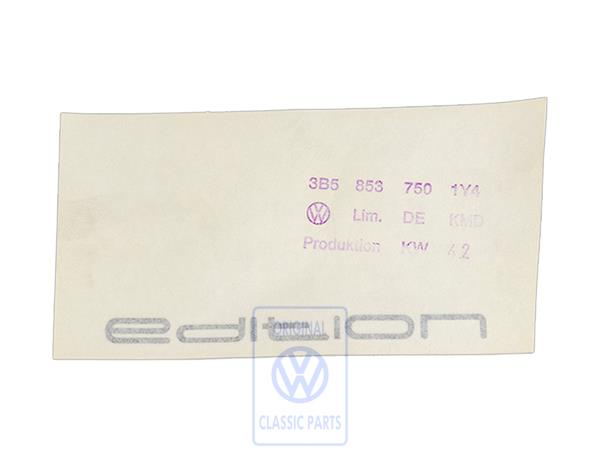 3B5 853 750 1Y4
Lim. DE KMD
Produktion KW 42
edition
ORIGINAL
CLASSIC PARTS